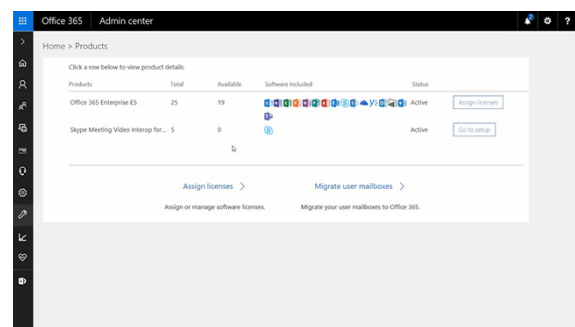 Office 365 Admin center 2 ?
Home > Products
Click a row below to view product details.
Products Total Available Software included Status
Office 365 Enterprise E5 25 19 Active Assign licenses
Skype Meeting Video Interop for... 5 0 Active Go to setup
Assign licenses > Migrate user mailboxes >
Assign or manage software licenses. Migrate your user mailboxes to Office 365.